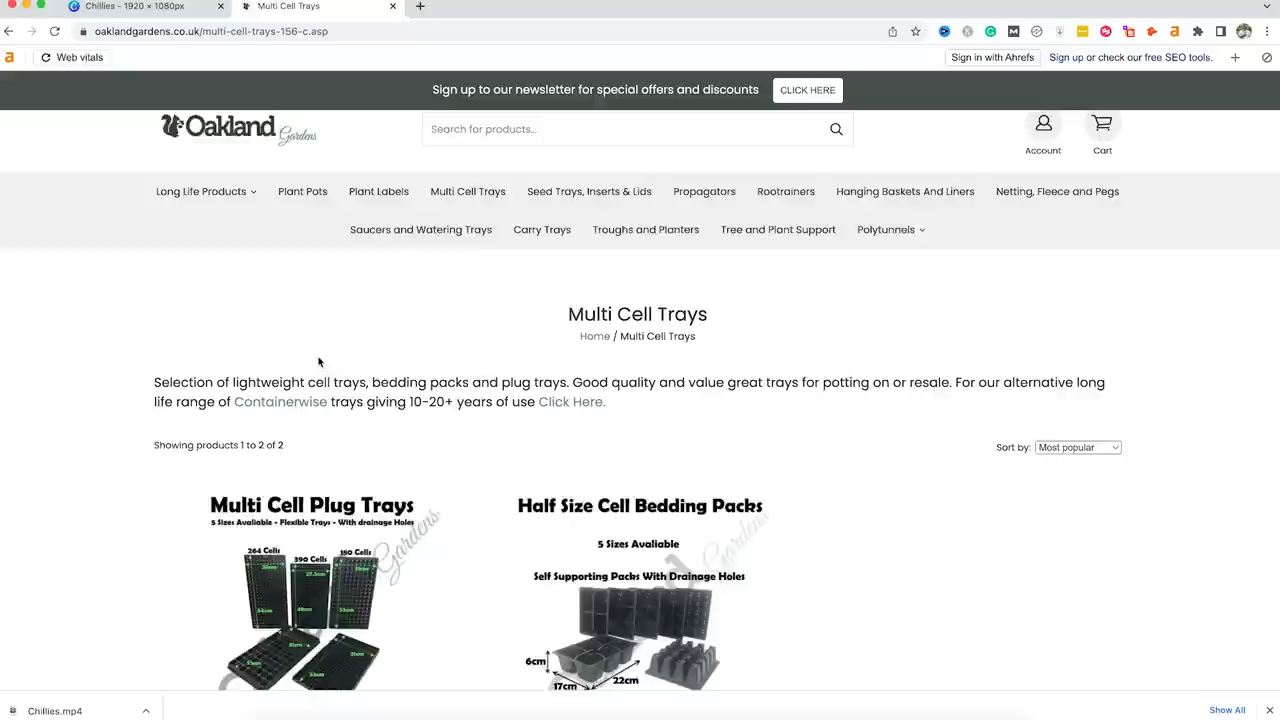 Chillies - 1920 × 1080px
Multi Cell Trays
oaklandgardens.co.uk/multi-cell-trays-156-c.asp
Web vitals
Sign in with Ahrefs
Sign up or check our free SEO tools.
Sign up to our newsletter for special offers and discounts
CLICK HERE
Oakland Gardens
Search for products...
Account
Cart
Long Life Products
Plant Pots
Plant Labels
Multi Cell Trays
Seed Trays, Inserts & Lids
Propagators
Rootrainers
Hanging Baskets And Liners
Netting, Fleece and Pegs
Saucers and Watering Trays
Carry Trays
Troughs and Planters
Tree and Plant Support
Polytunnels
Multi Cell Trays
Home / Multi Cell Trays
Selection of lightweight cell trays, bedding packs and plug trays. Good quality and value great trays for potting on or resale. For our alternative long
life range of Containerwise trays giving 10-20+ years of use Click Here.
Showing products 1 to 2 of 2
Sort by:
Most popular
Multi Cell Plug Trays
5 Sizes Avaliable - Flexible Trays - With drainage Holes
264 Cells
390 Cells
180 Cells
Gardens
Half Size Cell Bedding Packs
5 Sizes Avaliable
Self Supporting Packs With Drainage Holes
6cm
17cm
22cm
Gardens
Chillies.mp4
Show All